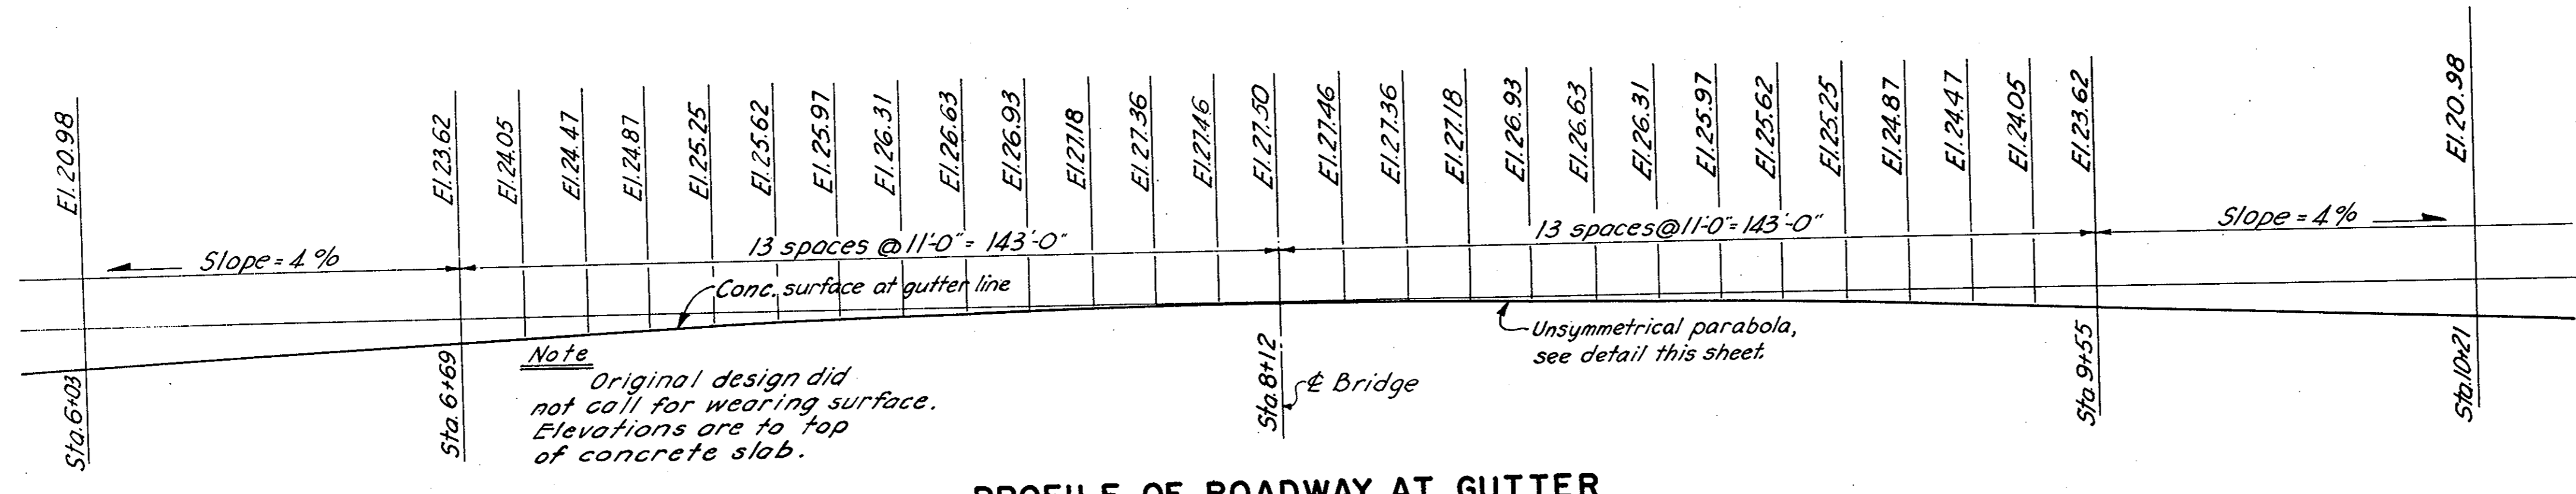 El. 20.98
El. 23.62
El. 24.05
El. 24.47
El. 24.87
El. 25.25
El. 25.62
El. 25.97
El. 26.31
El. 26.63
El. 26.93
El. 27.18
El. 27.36
El. 27.46
El. 27.50
El. 27.46
El. 27.36
El. 27.18
El. 26.93
El. 26.63
El. 26.31
El. 25.97
El. 25.62
El. 25.25
El. 24.87
El. 24.47
El. 24.05
El. 23.62
El. 20.98
Slope = 4 %
13 spaces @ 11'-0" = 143'-0"
13 spaces @ 11'-0" = 143'-0"
Slope = 4 %
Conc. surface at gutter line
Unsymmetrical parabola,
see detail this sheet.
Note
Original design did
not call for wearing surface.
Elevations are to top
of concrete slab.
Sta. 6+03
Sta. 6+69
Sta. 8+12
℄ Bridge
Sta. 9+55
Sta. 10+21
PROFILE OF ROADWAY AT GUTTER